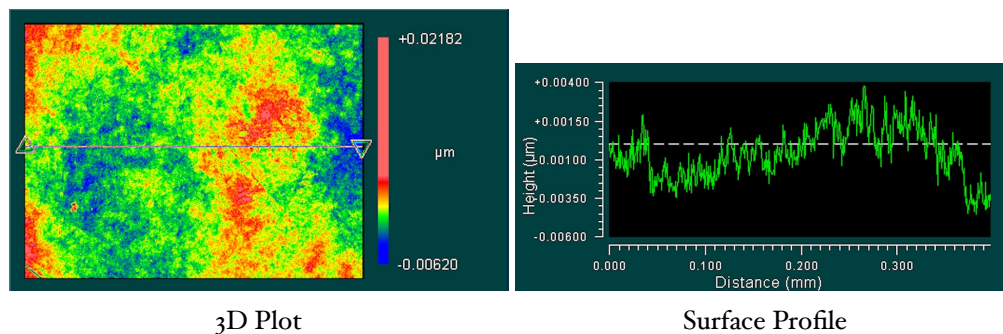 +0.02182
µm
-0.00620
3D Plot
+0.00400
+0.00150
-0.00100
-0.00350
-0.00600
Height (µm)
0.000
0.100
0.200
0.300
Distance (mm)
Surface Profile